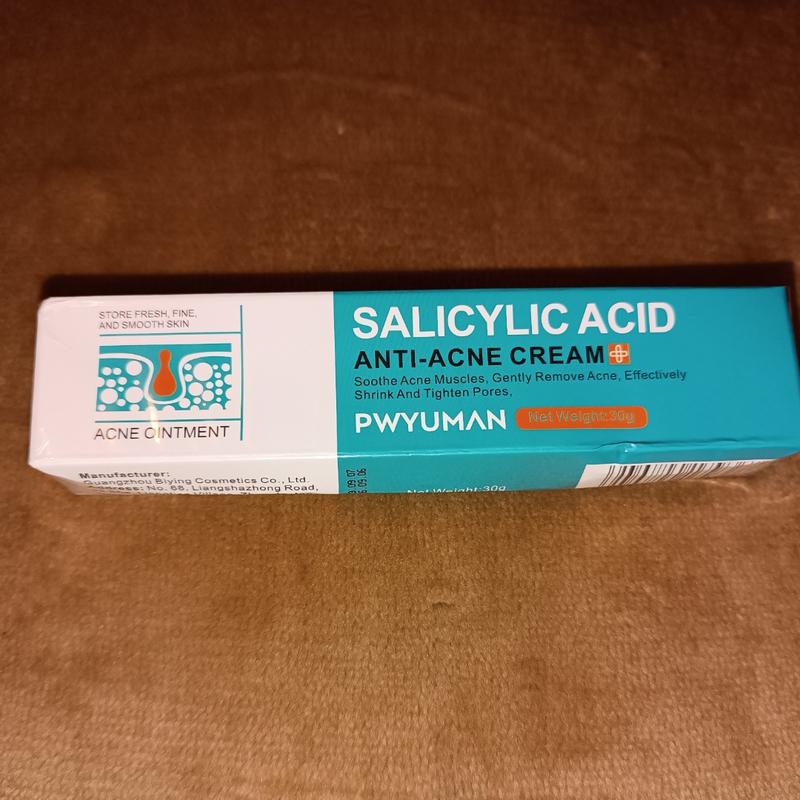 STORE FRESH, FINE,
AND SMOOTH SKIN
ACNE OINTMENT
SALICYLIC ACID
ANTI-ACNE CREAM
Soothe Acne Muscles, Gently Remove Acne, Effectively
Shrink And Tighten Pores,
PWYUMAN
Net Weight:30g
Manufacturer:
Guangzhou Biying Cosmetics Co., Ltd.
Address: No. 68, Liangshazhong Road,
Net Weight:30g